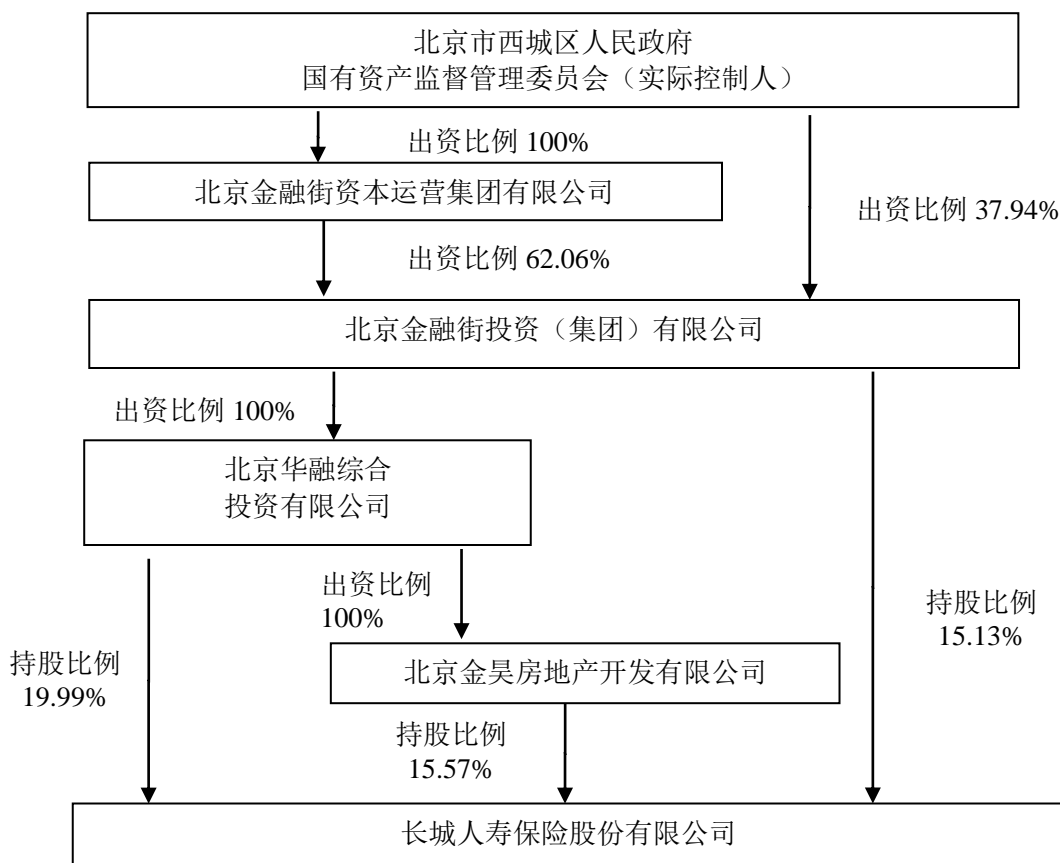 北京市西城区人民政府
国有资产监督管理委员会（实际控制人）
出资比例 100%
北京金融街资本运营集团有限公司
出资比例 37.94%
出资比例 62.06%
北京金融街投资（集团）有限公司
出资比例 100%
北京华融综合
投资有限公司
出资比例
100%
持股比例
15.13%
持股比例
19.99%
北京金昊房地产开发有限公司
持股比例
15.57%
长城人寿保险股份有限公司